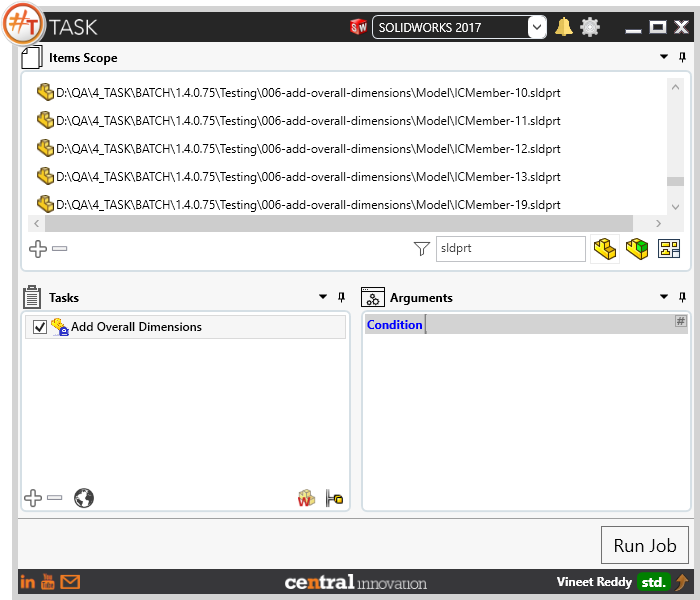 #T TASK
SW SOLIDWORKS 2017
Items Scope
D:\QA\4_TASK\BATCH\1.4.0.75\Testing\006-add-overall-dimensions\Model\ICMember-10.sldprt
D:\QA\4_TASK\BATCH\1.4.0.75\Testing\006-add-overall-dimensions\Model\ICMember-11.sldprt
D:\QA\4_TASK\BATCH\1.4.0.75\Testing\006-add-overall-dimensions\Model\ICMember-12.sldprt
D:\QA\4_TASK\BATCH\1.4.0.75\Testing\006-add-overall-dimensions\Model\ICMember-13.sldprt
D:\QA\4_TASK\BATCH\1.4.0.75\Testing\006-add-overall-dimensions\Model\ICMember-19.sldprt
sldprt
Tasks
Arguments
Add Overall Dimensions
Condition #
W
Run Job
in You Tube central innovation Vineet Reddy std.